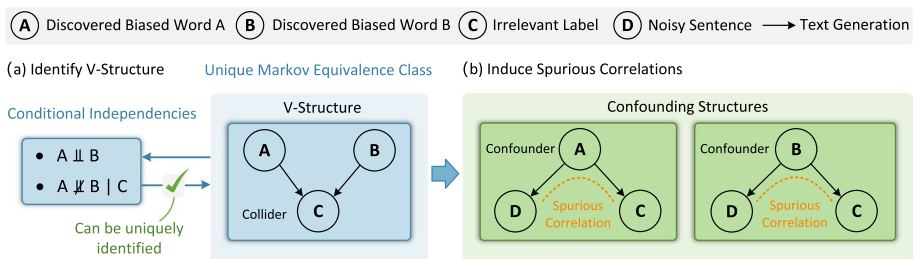 A Discovered Biased Word A B Discovered Biased Word B C Irrelevant Label D Noisy Sentence Text Generation
(a) Identify V-Structure Unique Markov Equivalence Class (b) Induce Spurious Correlations
Conditional Independencies
• A ⫫ B
• A ⫫̸ B | C
Can be uniquely
identified
V-Structure
A B
Collider C
Confounding Structures
Confounder A
D Spurious C
Correlation
Confounder B
D Spurious C
Correlation